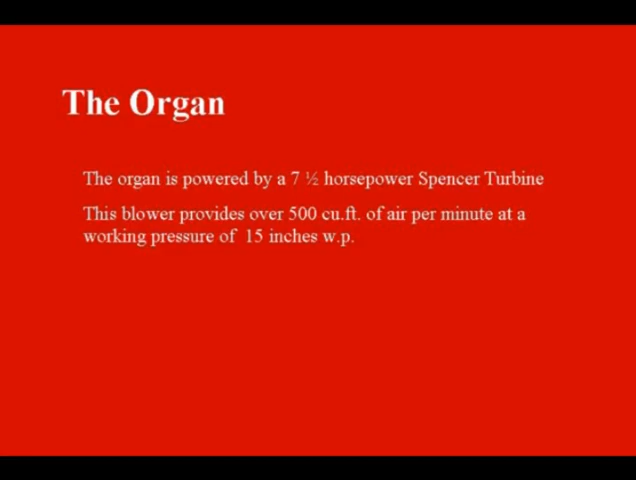 The Organ
The organ is powered by a 7 ½ horsepower Spencer Turbine
This blower provides over 500 cu.ft. of air per minute at a
working pressure of 15 inches w.p.